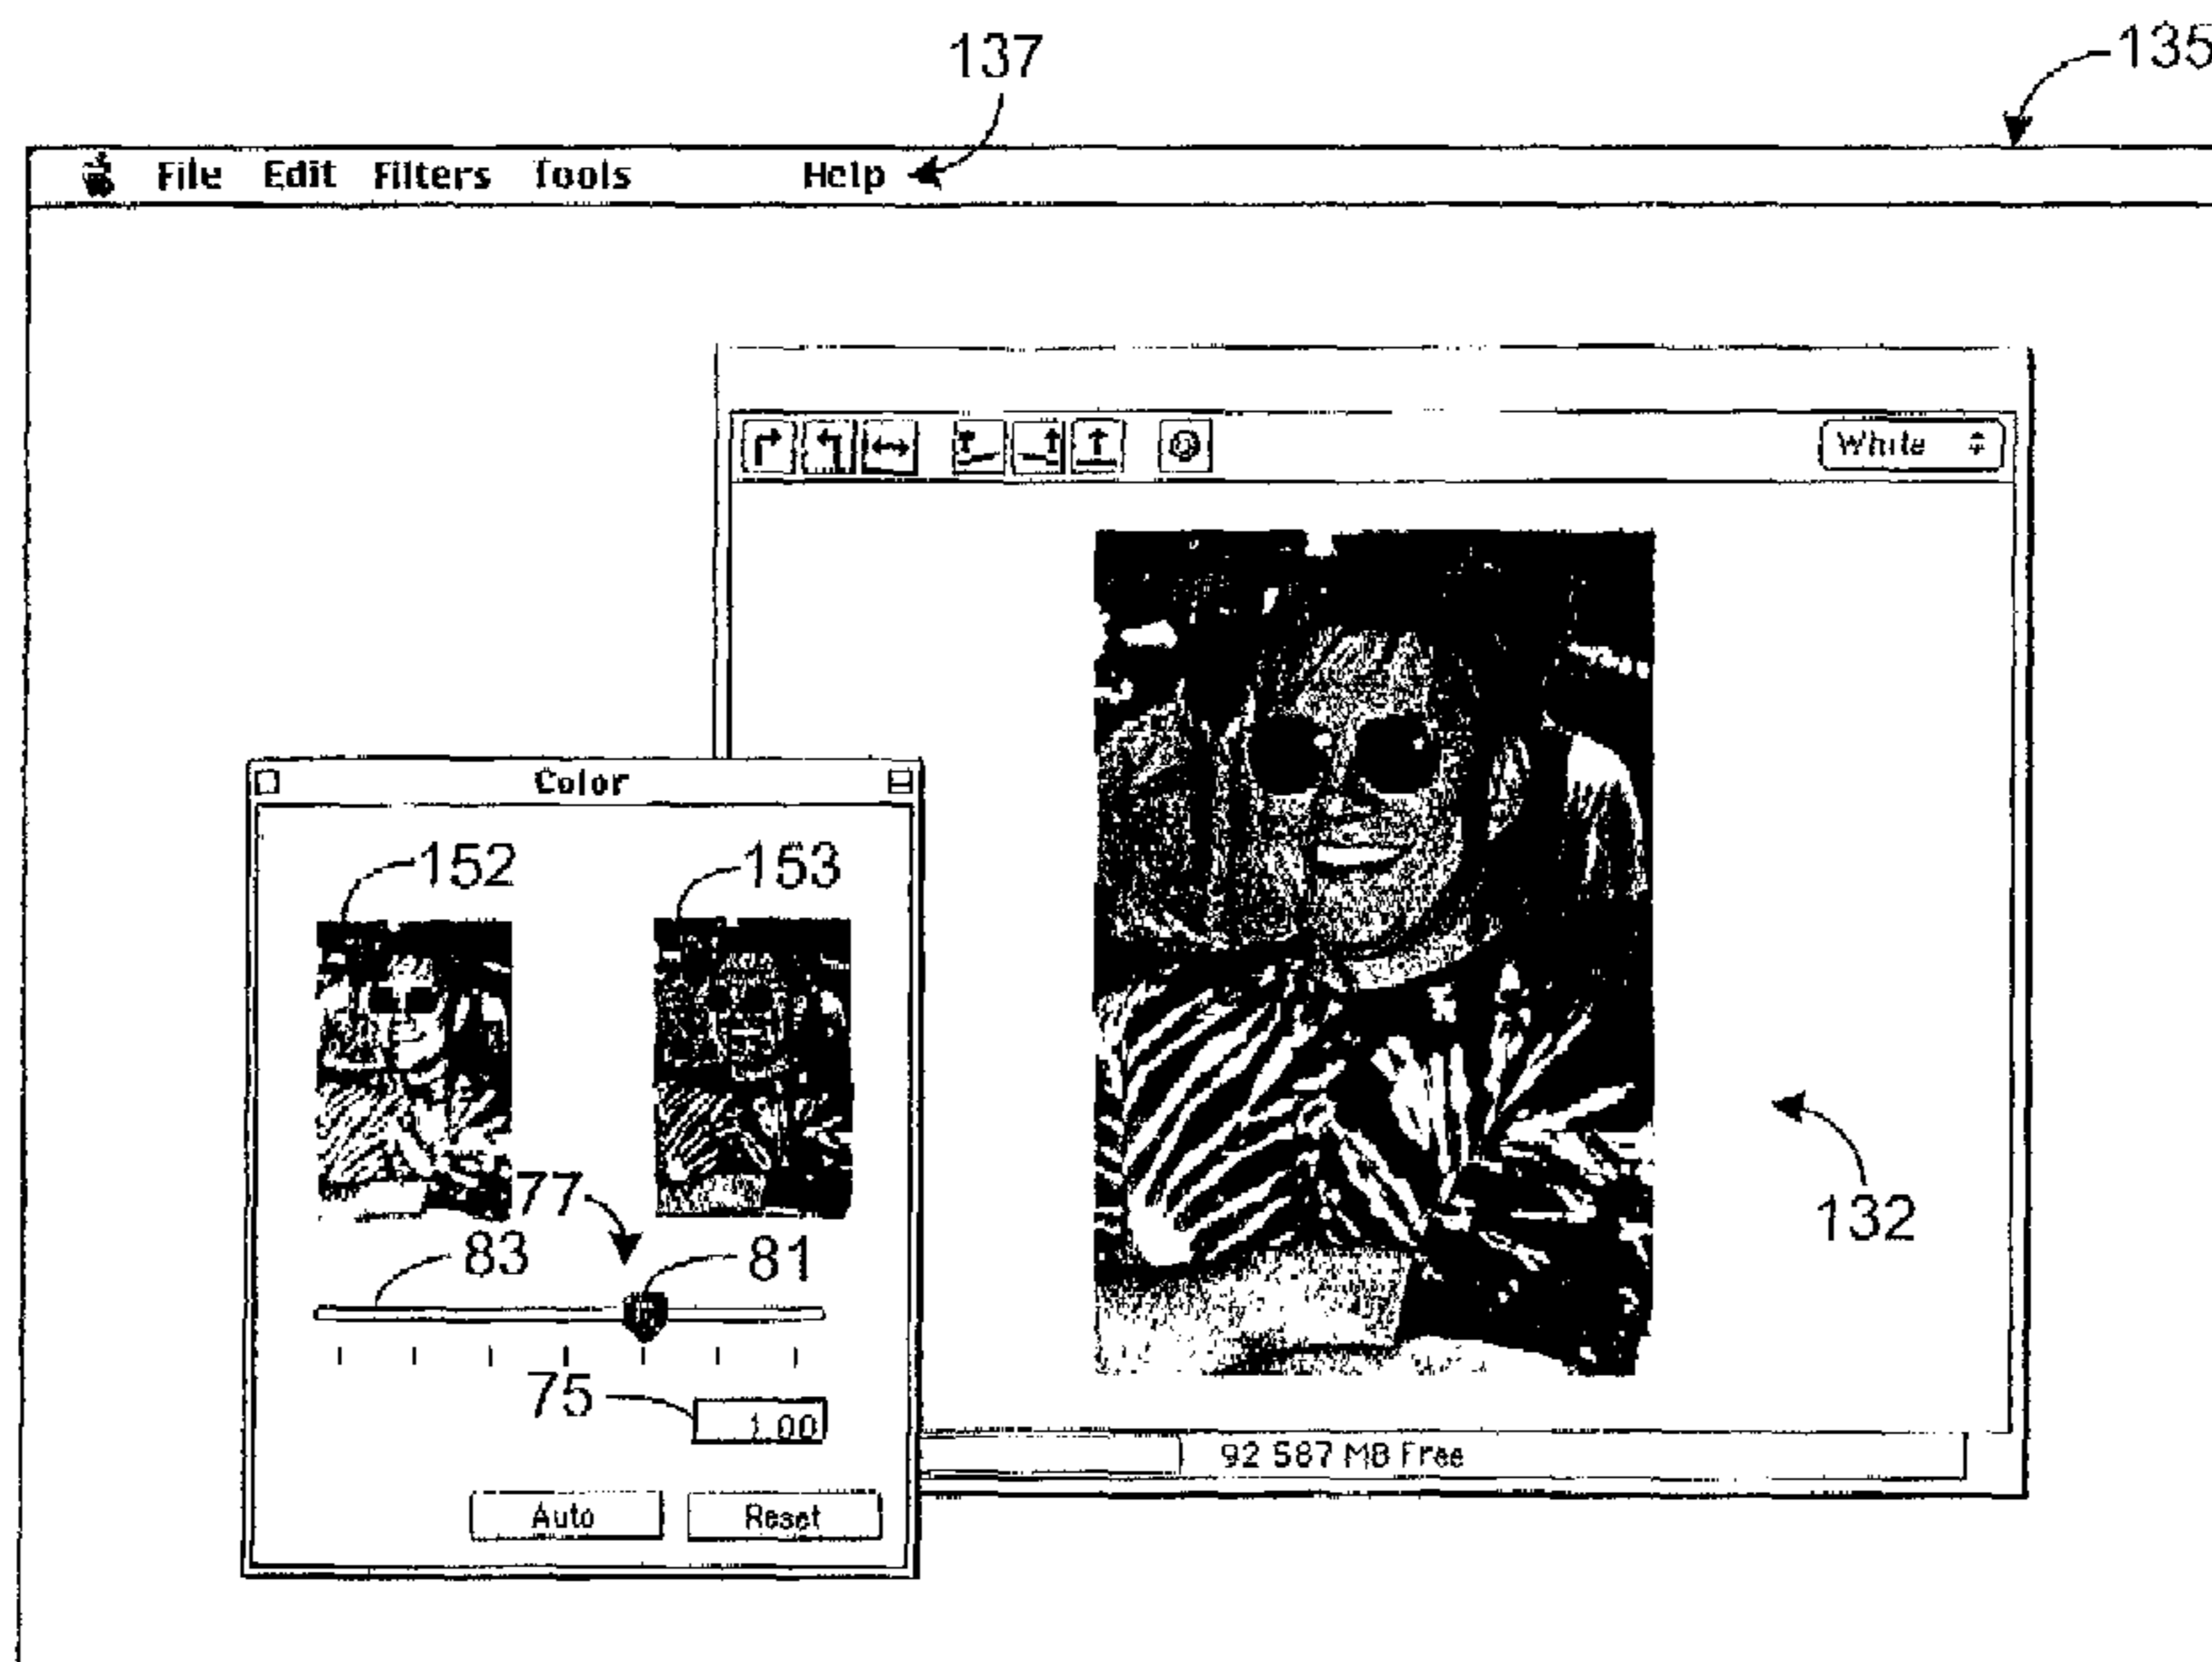 137
135
File Edit Filters Tools Help
White
Color
152
153
77
83
81
132
75
1.00
92 587 MB Free
Auto
Reset